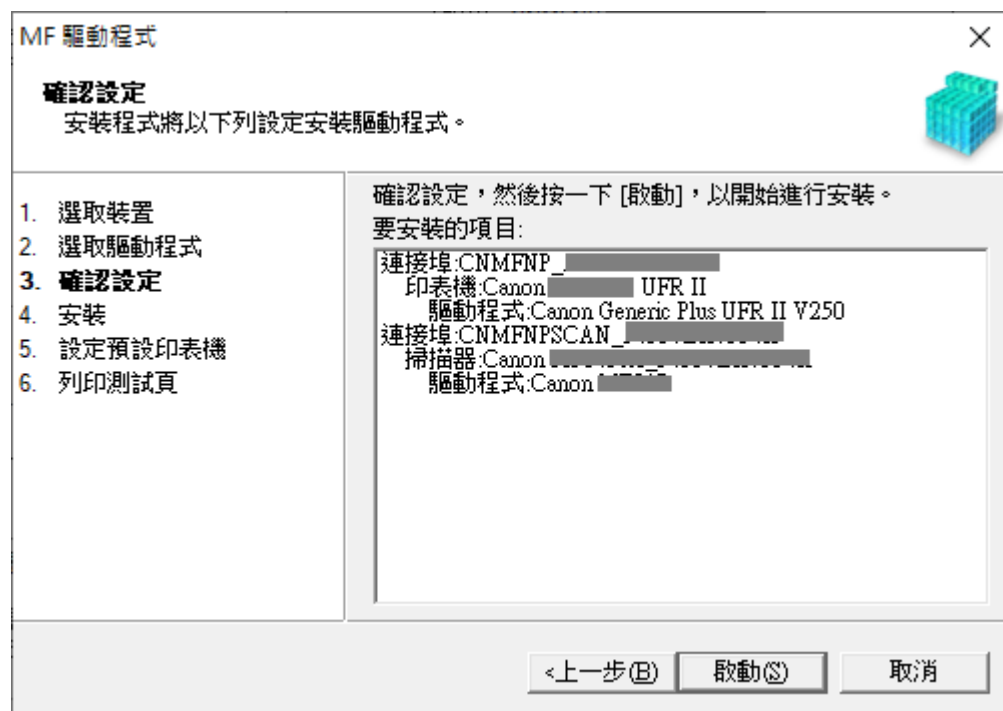 MF 驅動程式
確認設定
安裝程式將以下列設定安裝驅動程式。
1. 選取裝置
2. 選取驅動程式
3. 確認設定
4. 安裝
5. 設定預設印表機
6. 列印測試頁
確認設定,然後按一下 [啟動],以開始進行安裝。
要安裝的項目:
連接埠:CNMFNP_
印表機:Canon UFR II
驅動程式:Canon Generic Plus UFR II V250
連接埠:CNMFNPSCAN_
掃描器:Canon
驅動程式:Canon
<上一步(B)
啟動(S)
取消